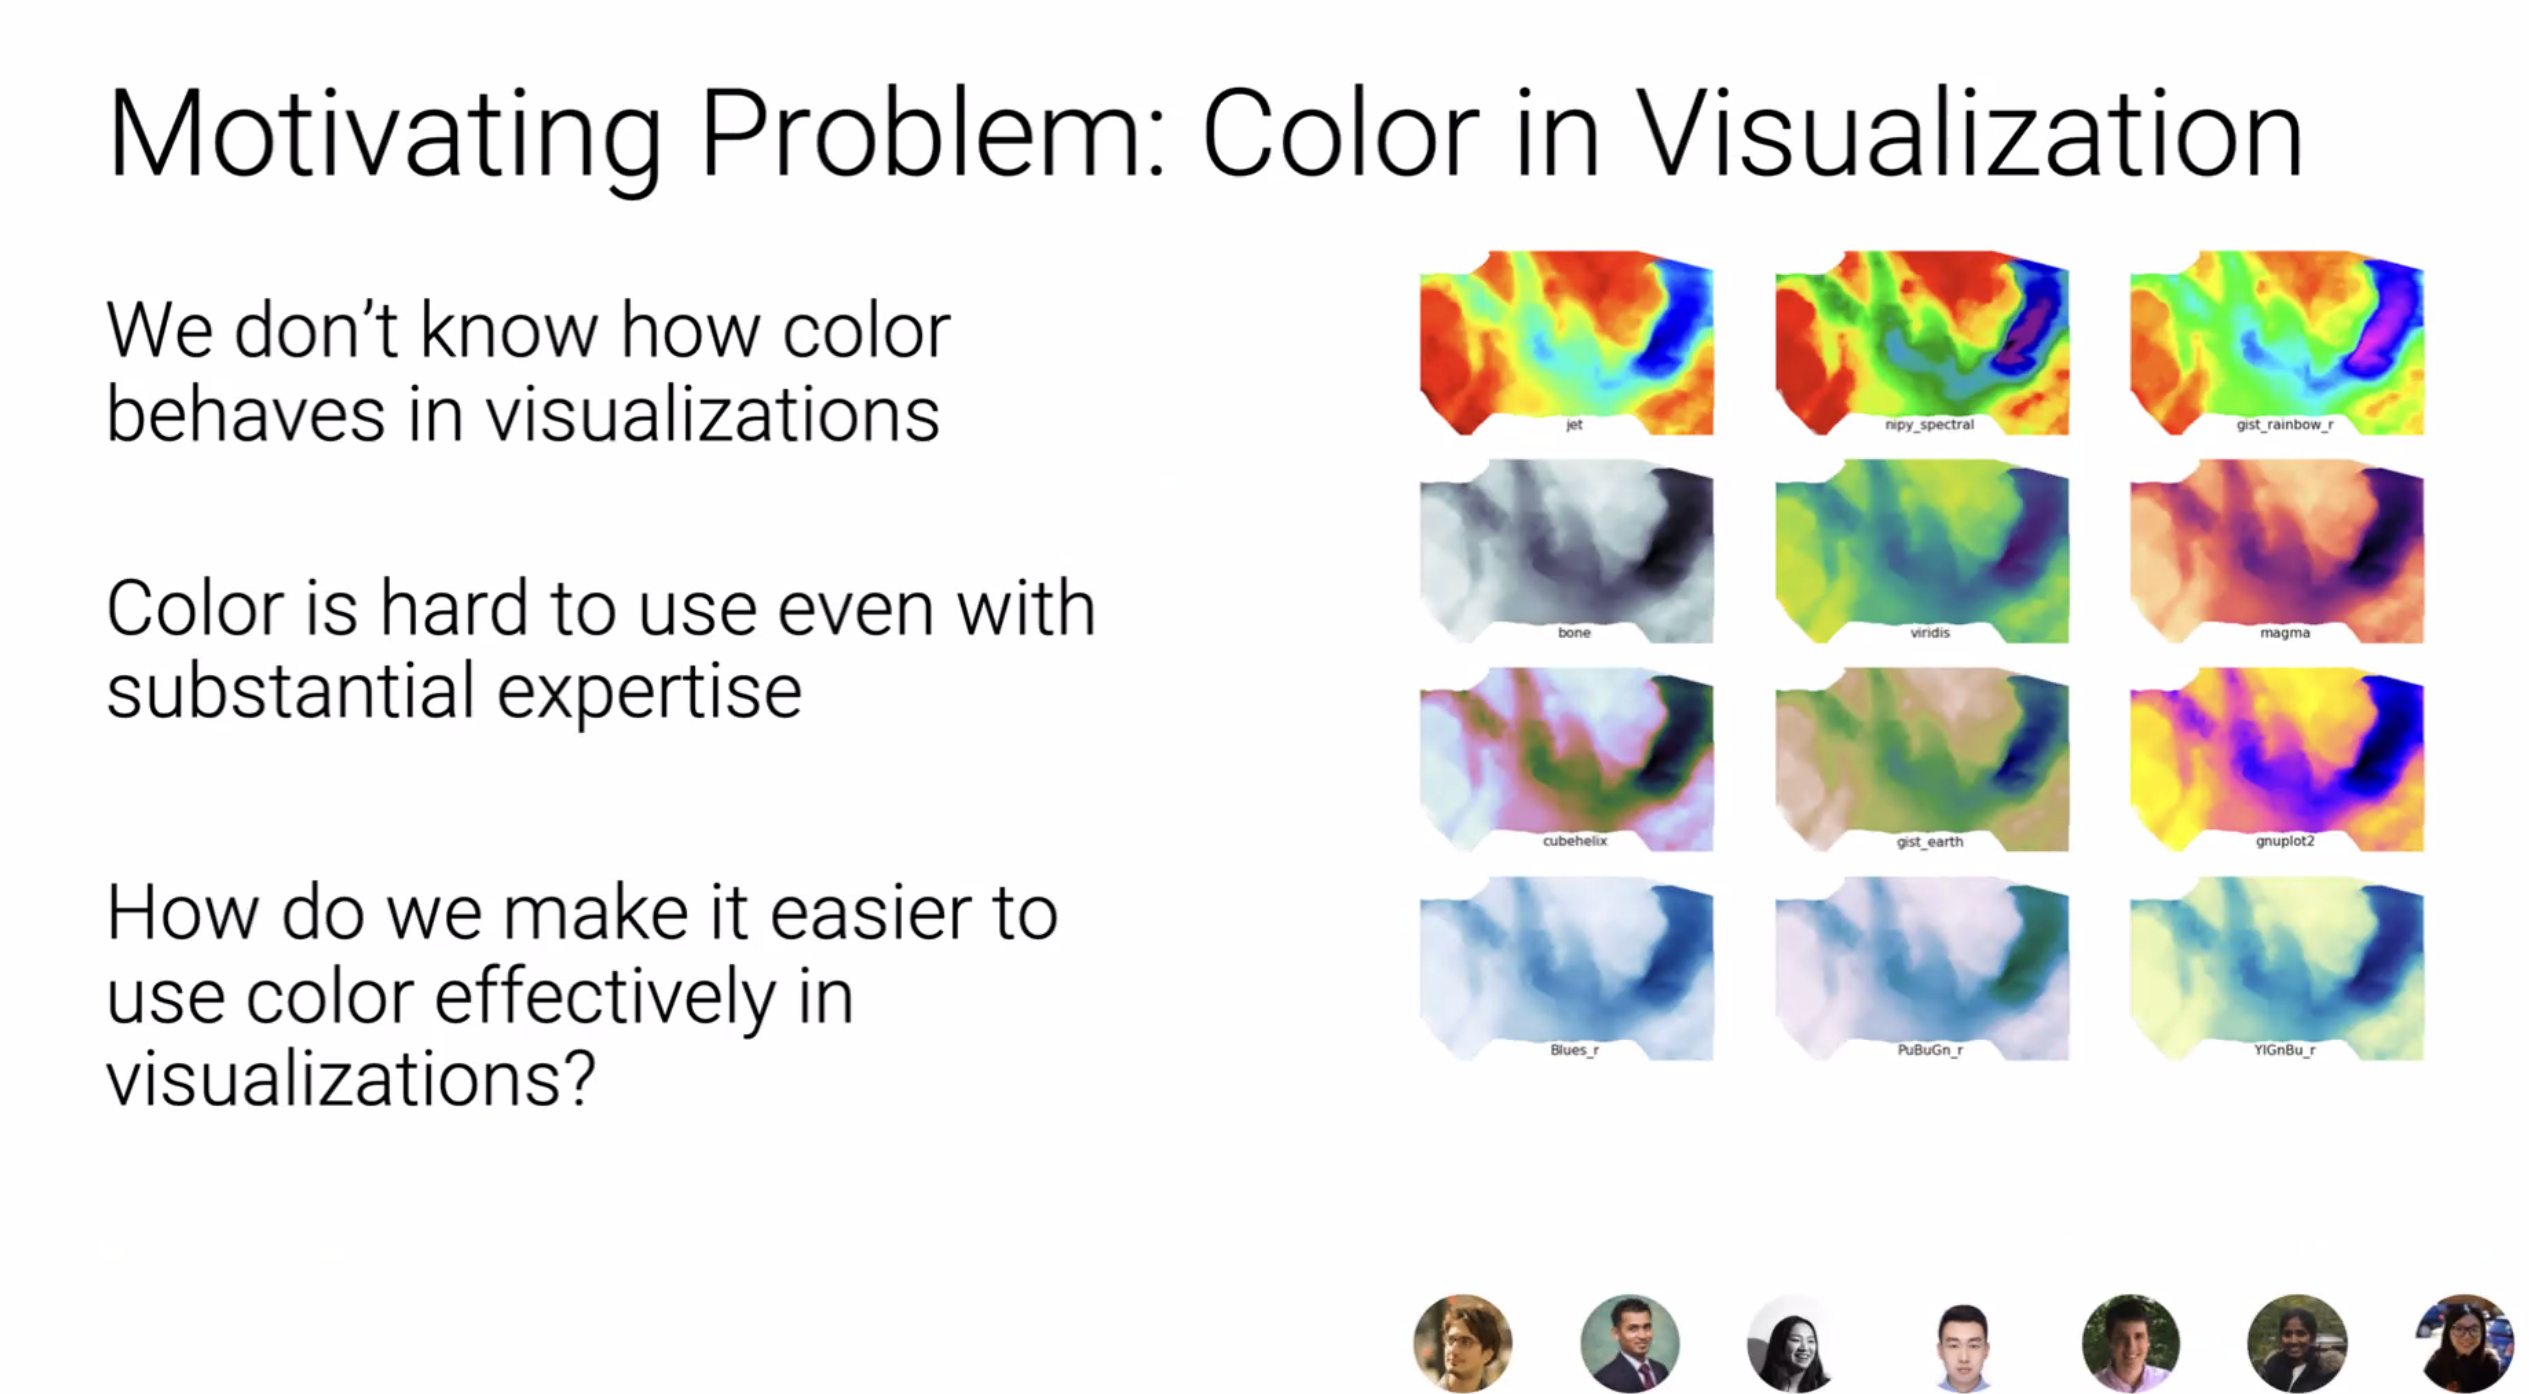 Motivating Problem: Color in Visualization
We don’t know how color
behaves in visualizations
Color is hard to use even with
substantial expertise
How do we make it easier to
use color effectively in
visualizations?
jet
nipy_spectral
gist_rainbow_r
bone
viridis
magma
cubehelix
gist_earth
gnuplot2
Blues_r
PuBuGn_r
YlGnBu_r